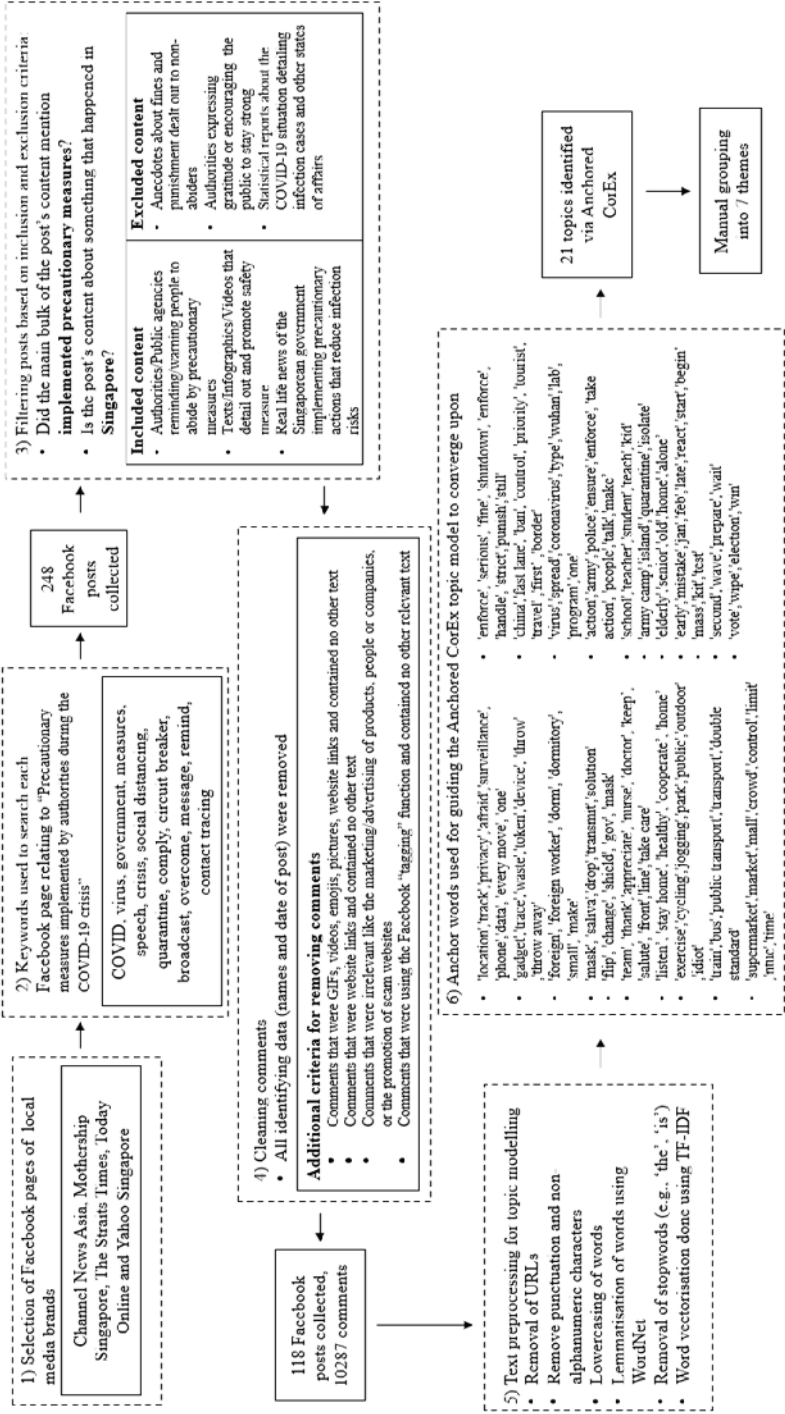 1) Selection of Facebook pages of local
media brands
Channel News Asia, Mothership
Singapore, The Straits Times, Today
Online and Yahoo Singapore
2) Keywords used to search each
Facebook page relating to "Precautionary
measures implemented by authorities during the
COVID-19 crisis"
COVID, virus, government, measures,
speech, crisis, social distancing,
quarantine, comply, circuit breaker,
broadcast, overcome, message, remind,
contact tracing
248
Facebook
posts
collected
3) Filtering posts based on inclusion and exclusion criteria
• Did the main bulk of the post's content mention
implemented precautionary measures?
• Is the post's content about something that happened in
Singapore?
Included content
• Authorities/Public agencies
reminding/warning people to
abide by precautionary
measures
• Texts/Infographics/Videos that
detail out and promote safety
measure
• Real life news of the
Singaporean government
implementing precautionary
actions that reduce infection
risks
Excluded content
• Anecdotes about fines and
punishment dealt out to non-
abiders
• Authorities expressing
gratitude or encouraging the
public to stay strong
• Statistical reports about the
COVID-19 situation detailing
infection cases and other states
of affairs
4) Cleaning comments
• All identifying data (names and date of post) were removed
Additional criteria for removing comments
• Comments that were GIFs, videos, emojis, pictures, website links and contained no other text
• Comments that were website links and contained no other text
• Comments that were irrelevant like the marketing/advertising of products, people or companies,
or the promotion of scam websites
• Comments that were using the Facebook "tagging" function and contained no other relevant text
118 Facebook
posts collected,
10287 comments
5) Text preprocessing for topic modelling
• Removal of URLs
• Remove punctuation and non-
alphanumeric characters
• Lowercasing of words
• Lemmatisation of words using
WordNet
• Removal of stopwords (e.g., 'the', 'is')
• Word vectorisation done using TF-IDF
6) Anchor words used for guiding the Anchored CorEx topic model to converge upon
• 'location','track','privacy','afraid','surveillance',
'phone','data', 'every move', 'one'
• 'gadget','trace','waste','token','device', 'throw'
,'throw away'
• 'foreign', 'foreign worker', 'dorm', 'dormitory',
'small', 'make'
• 'mask','saliva','drop','transmit','solution'
• 'flip', 'change', 'shield', 'gov', 'mask'
• 'team', 'thank','appreciate', 'nurse', 'doctor', 'keep',
'salute', 'front','line','take care'
• 'listen', 'stay home', 'healthy', 'cooperate', 'home'
• 'exercise','cycling','jogging','park','public','outdoor'
,'idiot'
• 'train','bus','public transport','transport','double
standard'
• 'supermarket','market','mall','crowd','control','limit'
,'ntuc','time'
• 'enforce', 'serious', 'fine', 'shutdown', 'enforce',
'handle', 'strict','punish','still'
• 'china','fast lane', 'ban', 'control', 'priority', 'tourist',
'travel', 'first', 'border'
• 'virus','spread','coronavirus','type','wuhan','lab',
'program','one'
• 'action','army','police','ensure','enforce', 'take
action', 'people','talk','make'
• 'school','teacher','student','teach','kid'
• 'army camp','island','quarantine','isolate'
• 'elderly','senior','old','home','alone'
• 'early','mistake','jan','feb','late','react','start','begin'
• 'mass','kit','test'
• 'second','wave','prepare','wait'
• 'vote','wipe','election','win'
21 topics identified
via Anchored
CorEx
Manual grouping
into 7 themes